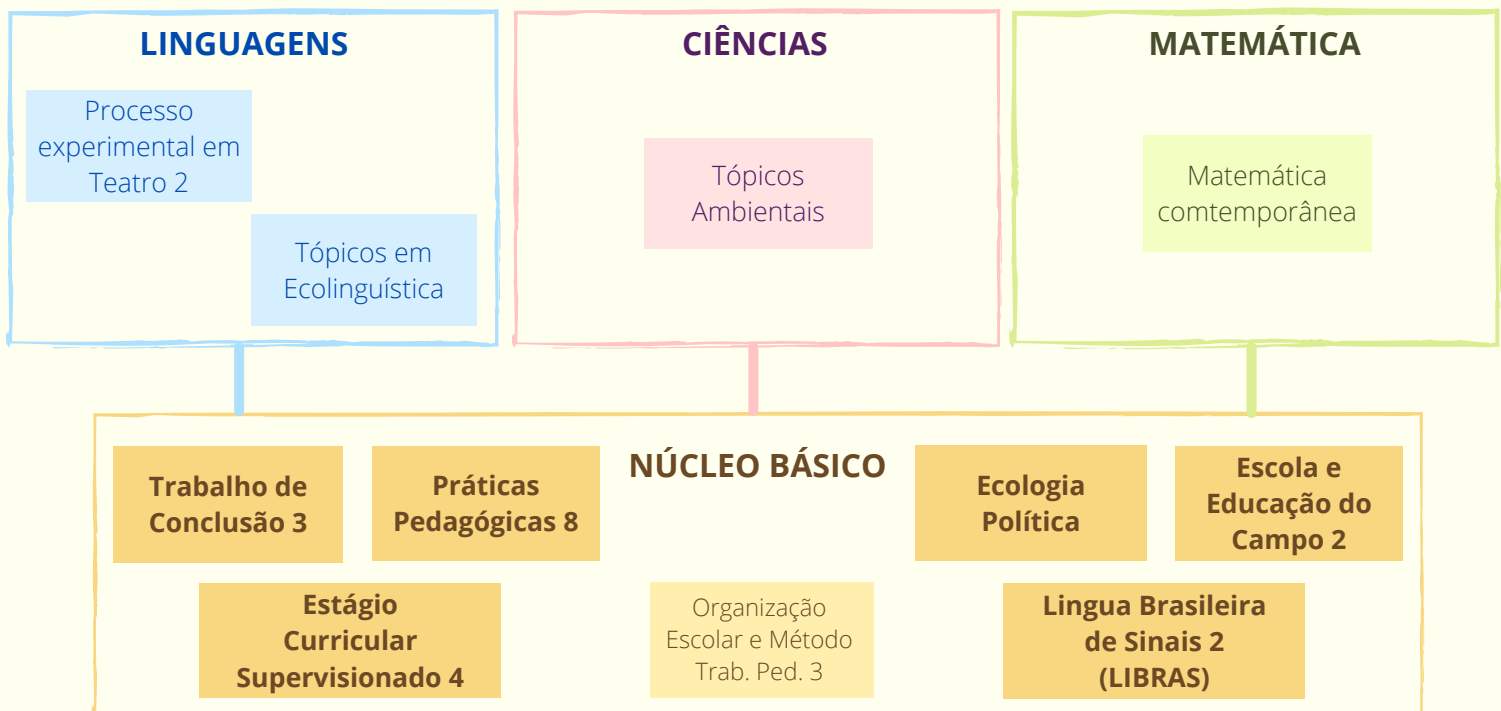 LINGUAGENS
Processo
experimental em
Teatro 2
Tópicos em
Ecolinguística
CIÊNCIAS
Tópicos
Ambientais
MATEMÁTICA
Matemática
comtemporânea
NÚCLEO BÁSICO
Trabalho de
Conclusão 3
Práticas
Pedagógicas 8
Ecologia
Política
Escola e
Educação do
Campo 2
Estágio
Curricular
Supervisionado 4
Organização
Escolar e Método
Trab. Ped. 3
Lingua Brasileira
de Sinais 2
(LIBRAS)